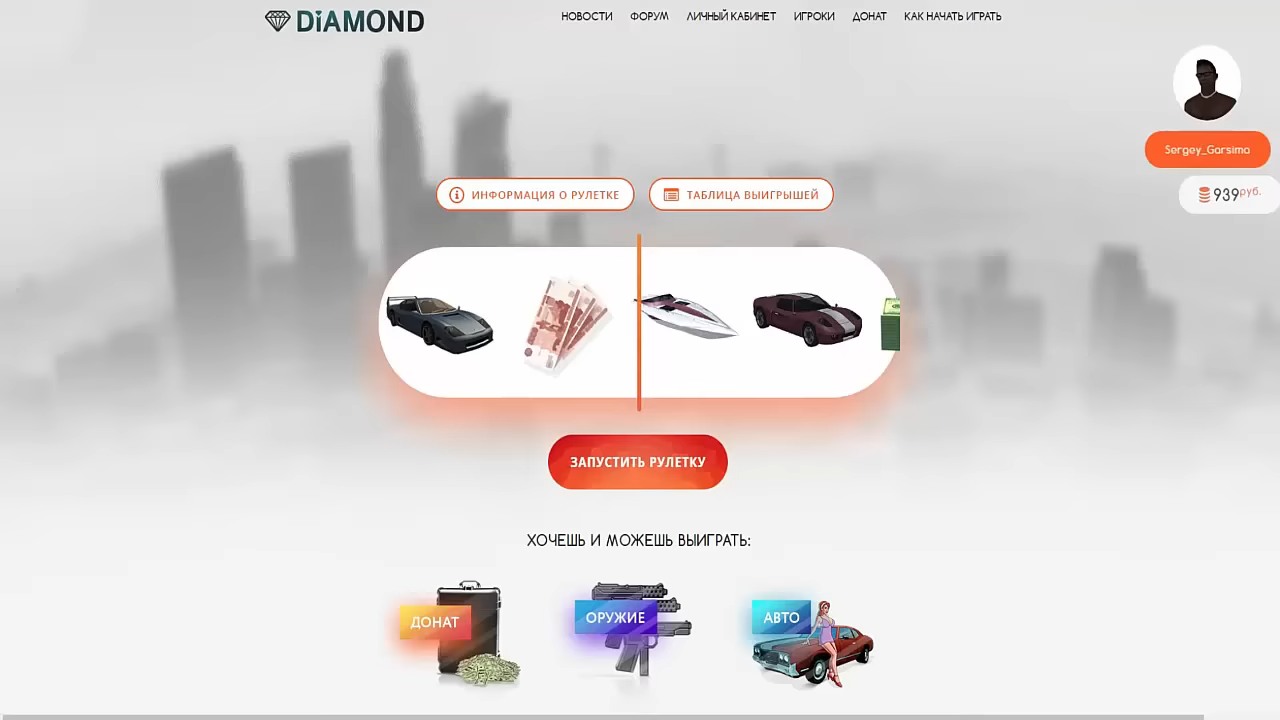 DiAMOND
НОВОСТИ ФОРУМ ЛИЧНЫЙ КАБИНЕТ ИГРОКИ ДОНАТ КАК НАЧАТЬ ИГРАТЬ
Sergey_Garsima
939руб.
ИНФОРМАЦИЯ О РУЛЕТКЕ ТАБЛИЦА ВЫИГРЫШЕЙ
ЗАПУСТИТЬ РУЛЕТКУ
ХОЧЕШЬ И МОЖЕШЬ ВЫИГРАТЬ:
ДОНАТ ОРУЖИЕ АВТО